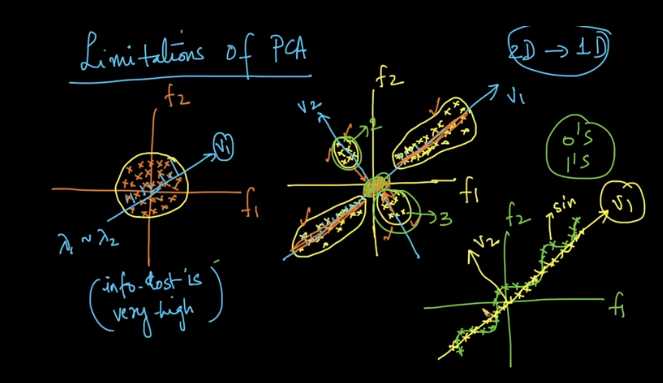 Limitations of PCA
2D → 1D
f2
f1
V1
λ1 ~ λ2
(info-lost is
very high)
f2
f1
V2
V1
2
3
0's
1's
f2
f1
V2
V1
sin